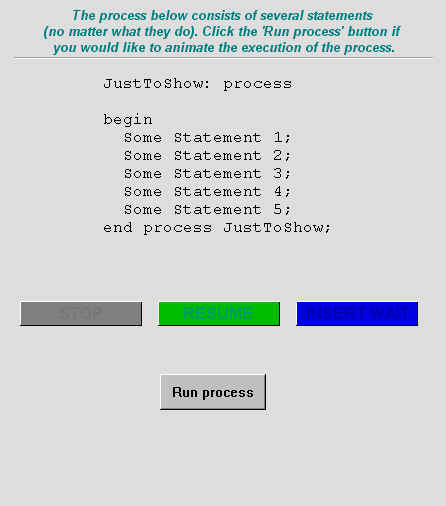 The process below consists of several statements
(no matter what they do). Click the 'Run process' button if
you would like to animate the execution of the process.
JustToShow: process
begin
Some Statement 1;
Some Statement 2;
Some Statement 3;
Some Statement 4;
Some Statement 5;
end process JustToShow;
STOP RESUME INSERT WAIT
Run process